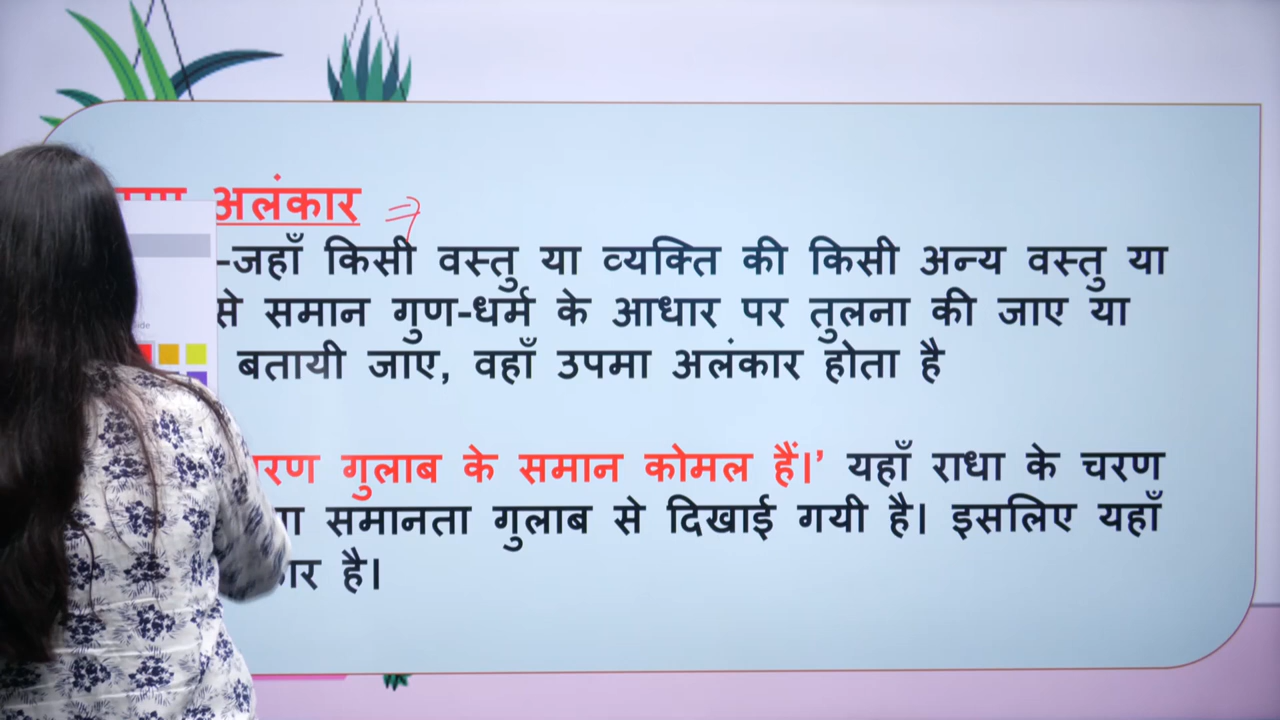 अलंकार
-जहाँ किसी वस्तु या व्यक्ति की किसी अन्य वस्तु या
से समान गुण-धर्म के आधार पर तुलना की जाए या
बतायी जाए, वहाँ उपमा अलंकार होता है
गुलाब के समान कोमल हैं।’ यहाँ राधा के चरण
समानता गुलाब से दिखाई गयी है। इसलिए यहाँ
है।